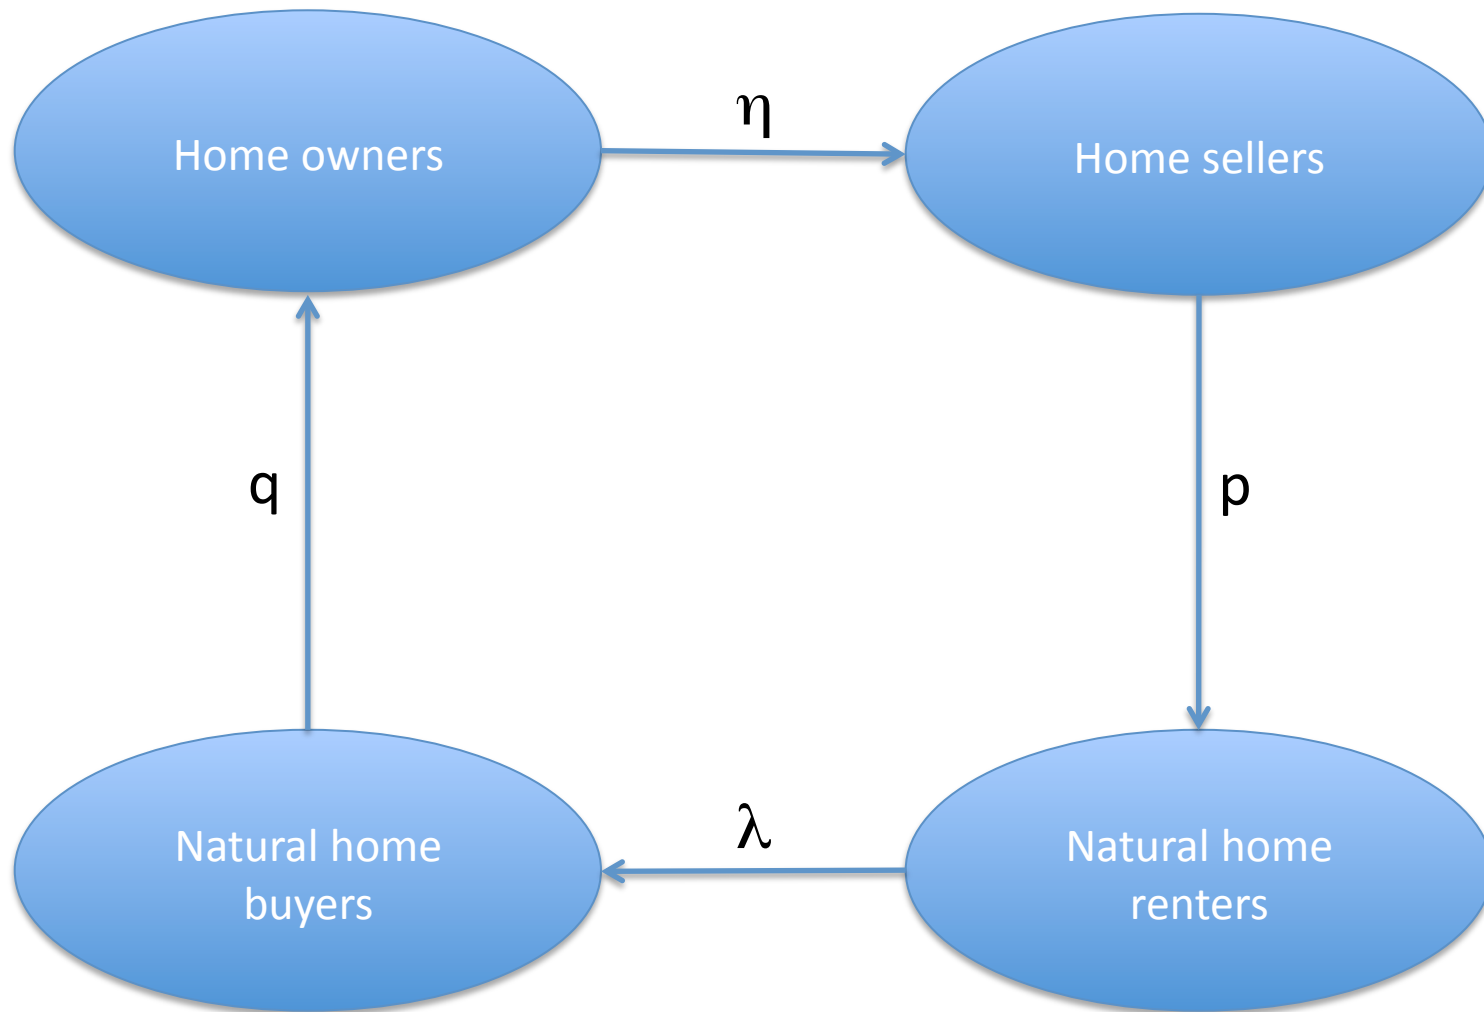 Home owners
η
Home sellers
q
p
Natural home
buyers
λ
Natural home
renters